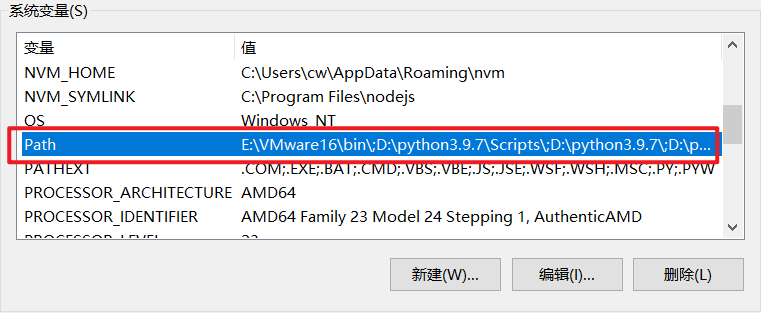 系统变量(S)
变量 值
NVM_HOME C:\Users\cw\AppData\Roaming\nvm
NVM_SYMLINK C:\Program Files\nodejs
OS Windows_NT
Path E:\VMware16\bin\;D:\python3.9.7\Scripts\;D:\python3.9.7\;D:\p...
PATHEXT .COM;.EXE;.BAT;.CMD;.VBS;.VBE;.JS;.JSE;.WSF;.WSH;.MSC;.PY;.PYW
PROCESSOR_ARCHITECTURE AMD64
PROCESSOR_IDENTIFIER AMD64 Family 23 Model 24 Stepping 1, AuthenticAMD
新建(W)... 编辑(I)... 删除(L)